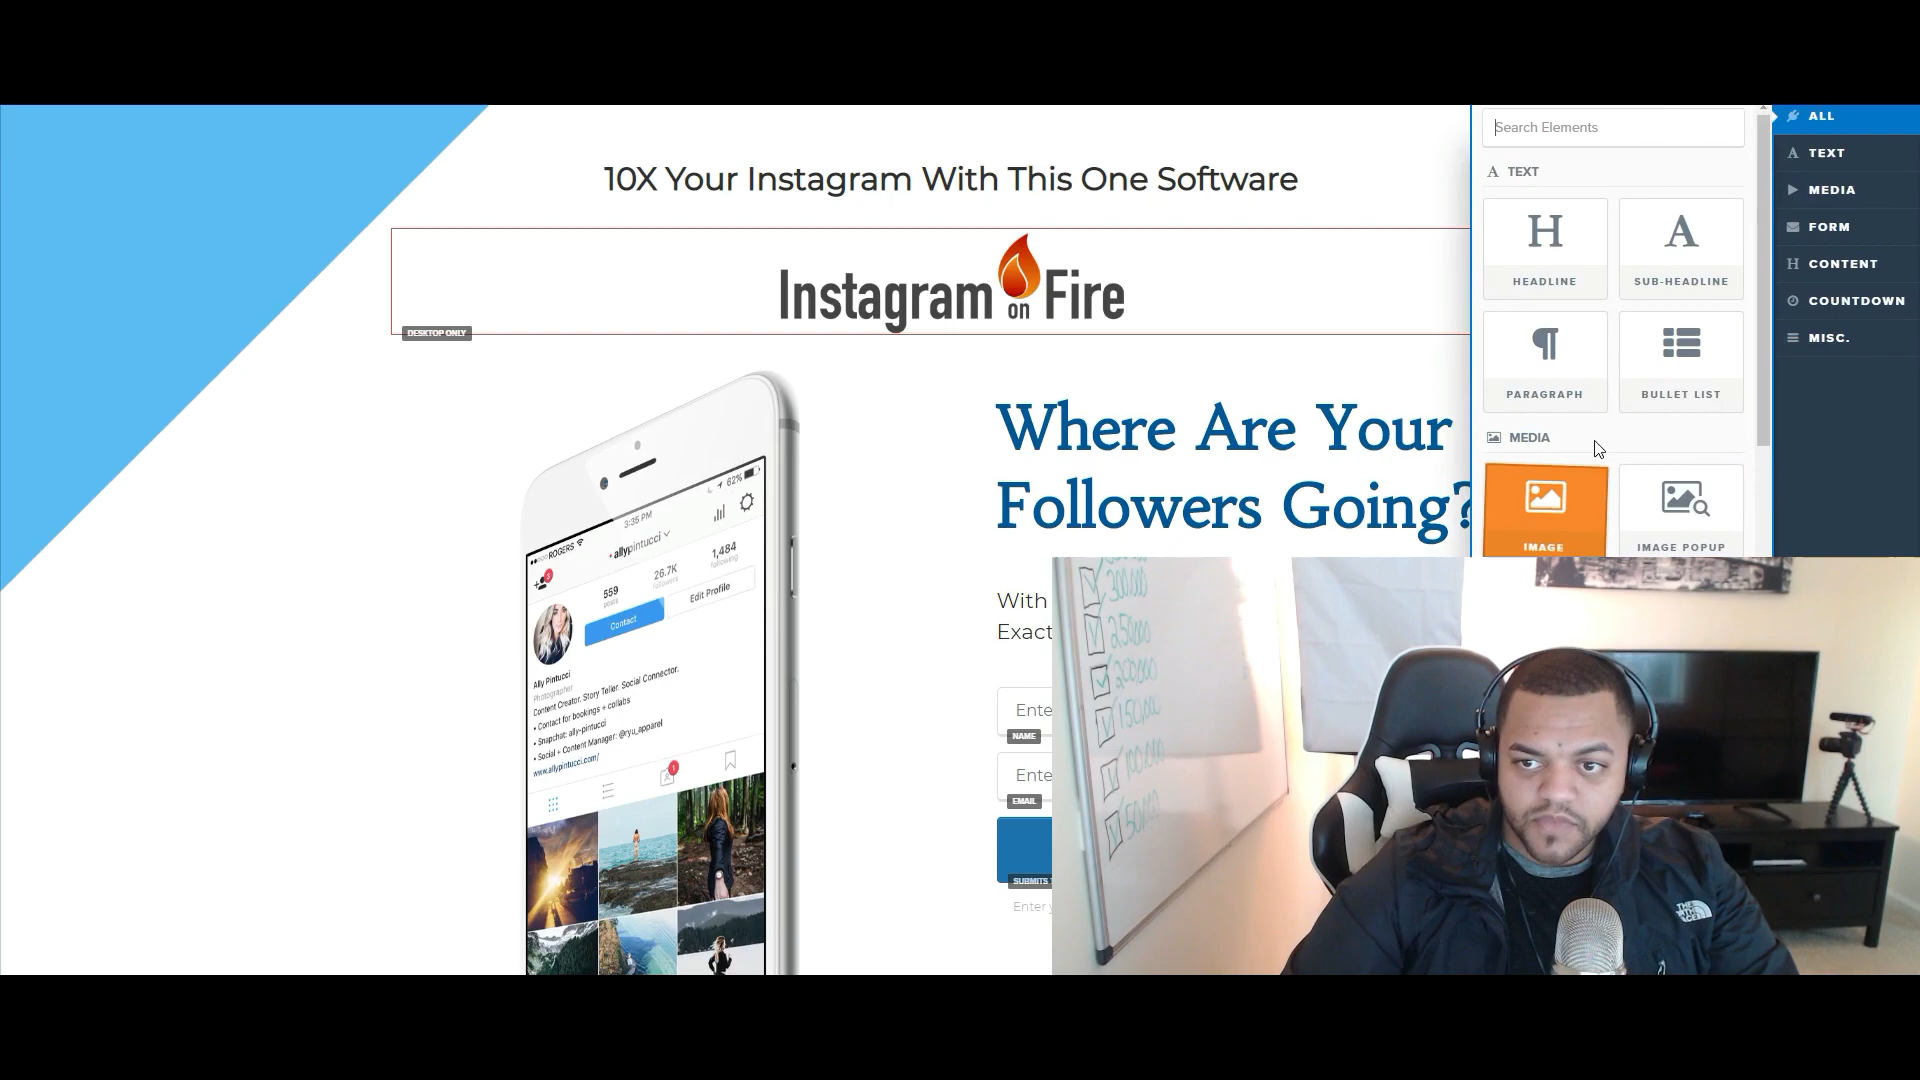 10X Your Instagram With This One Software
Instagram on Fire
DESKTOP ONLY
Where Are Your
Followers Going?
With
Exact
Ente
NAME
Ente
EMAIL
SUBMITS
Enter
ROGERS
3:35 PM
62%
allypintucci
3
559
posts
26.7K
followers
1,484
following
Contact
Edit Profile
Ally Pintucci
Photographer
Content Creator. Story Teller. Social Connector.
• Contact for bookings + collabs
• Snapchat: ally-pintucci
• Social + Content Manager: @ryu_apparel
www.allypintucci.com/
1
Search Elements
TEXT
H
HEADLINE
A
SUB-HEADLINE
PARAGRAPH
BULLET LIST
MEDIA
IMAGE
IMAGE POPUP
ALL
TEXT
MEDIA
FORM
CONTENT
COUNTDOWN
MISC.
300,000
250,000
200,000
150,000
100,000
50,000
THE
NORTH
FACE